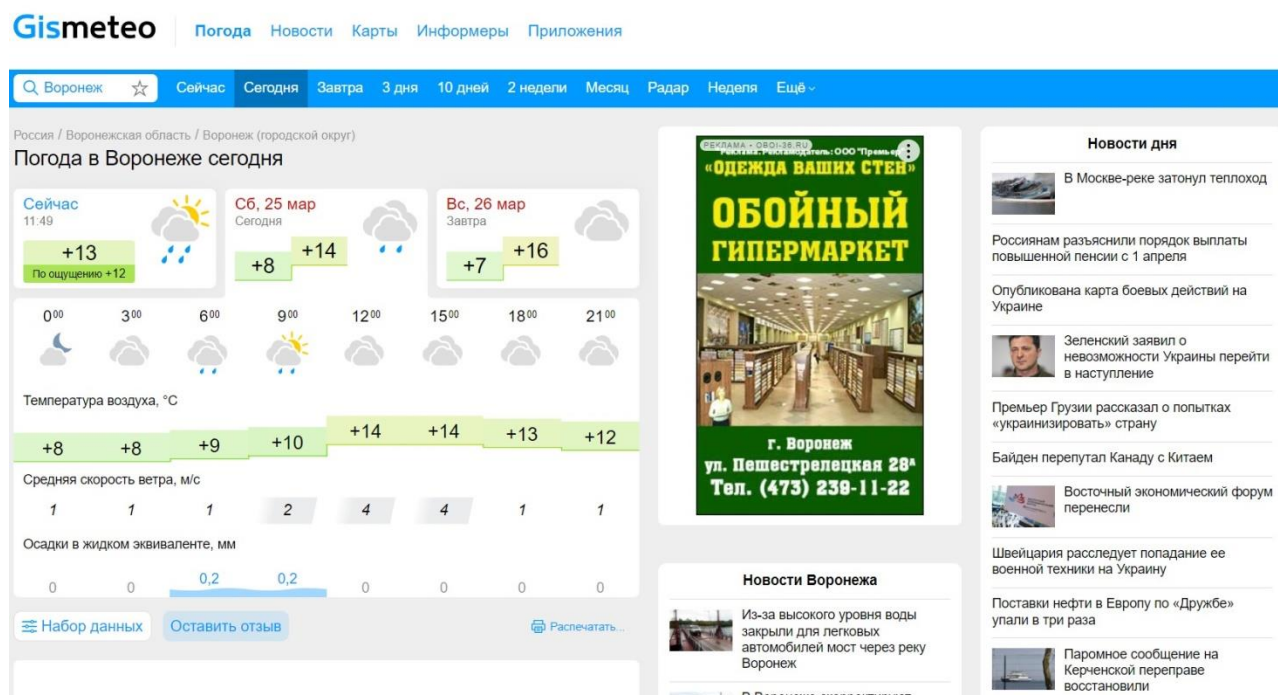 Gismeteo
Погода Новости Карты Информеры Приложения
Воронеж
Сейчас Сегодня Завтра 3 дня 10 дней 2 недели Месяц Радар Неделя Ещё
Россия / Воронежская область / Воронеж (городской округ)
Погода в Воронеже сегодня
Сейчас
11:49
+13
По ощущению +12
Сб, 25 мар
Сегодня
+8 +14
Вс, 26 мар
Завтра
+7 +16
0⁰⁰ 3⁰⁰ 6⁰⁰ 9⁰⁰ 12⁰⁰ 15⁰⁰ 18⁰⁰ 21⁰⁰
Температура воздуха, °C
+8 +8 +9 +10 +14 +14 +13 +12
Средняя скорость ветра, м/с
1 1 1 2 4 4 1 1
Осадки в жидком эквиваленте, мм
0 0 0,2 0,2 0 0 0 0
Набор данных Оставить отзыв Распечатать...
РЕКЛАМА • OBOI-36.RU
«ОДЕЖДА ВАШИХ СТЕН»
ОБОЙНЫЙ
ГИПЕРМАРКЕТ
г. Воронеж
ул. Пешестрелецкая 28ᴬ
Тел. (473) 239-11-22
Новости Воронежа
Из-за высокого уровня воды
закрыли для легковых
автомобилей мост через реку
Воронеж
Новости дня
В Москве-реке затонул теплоход
Россиянам разъяснили порядок выплаты
повышенной пенсии с 1 апреля
Опубликована карта боевых действий на
Украине
Зеленский заявил о
невозможности Украины перейти
в наступление
Премьер Грузии рассказал о попытках
«украинизировать» страну
Байден перепутал Канаду с Китаем
Восточный экономический форум
перенесли
Швейцария расследует попадание ее
военной техники на Украину
Поставки нефти в Европу по «Дружбе»
упали в три раза
Паромное сообщение на
Керченской переправе
восстановили